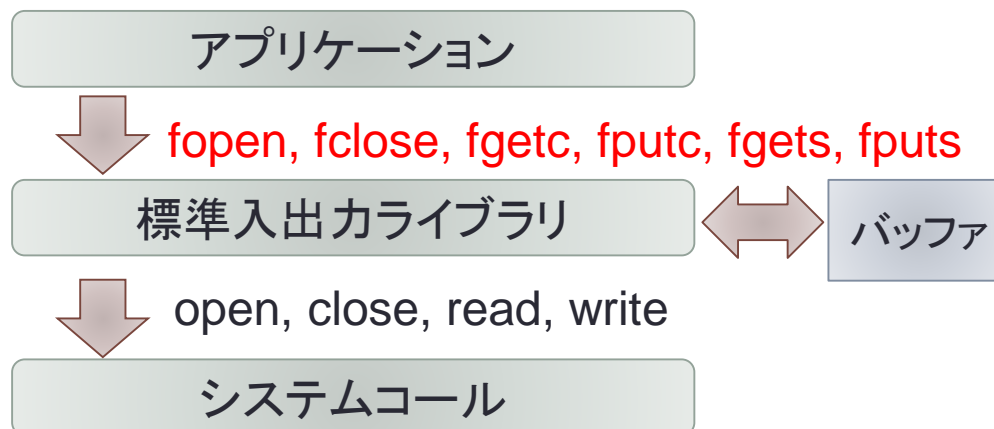 アプリケーション
fopen, fclose, fgetc, fputc, fgets, fputs
標準入出力ライブラリ
バッファ
open, close, read, write
システムコール